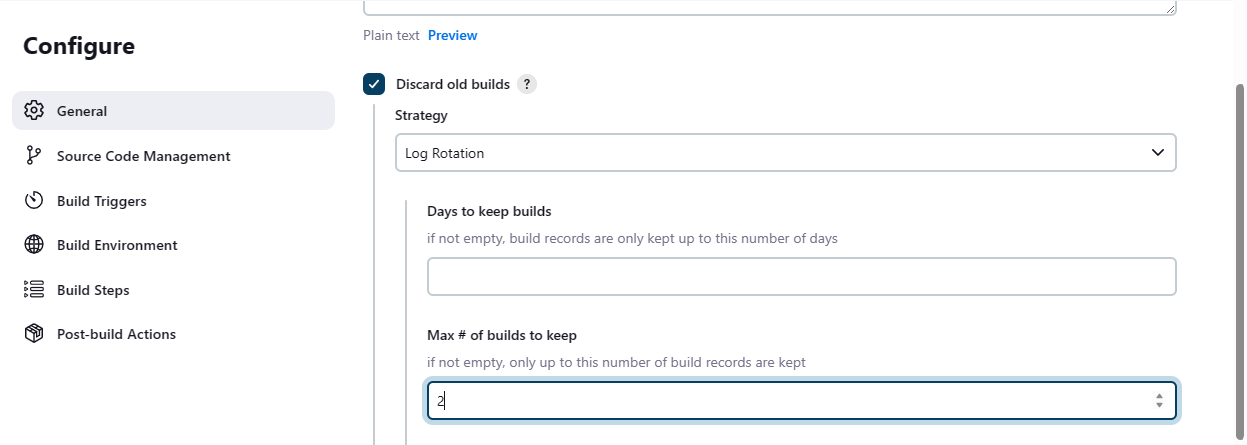 Configure
General
Source Code Management
Build Triggers
Build Environment
Build Steps
Post-build Actions
Plain text Preview
Discard old builds ?
Strategy
Log Rotation
Days to keep builds
if not empty, build records are only kept up to this number of days
Max # of builds to keep
if not empty, only up to this number of build records are kept
2